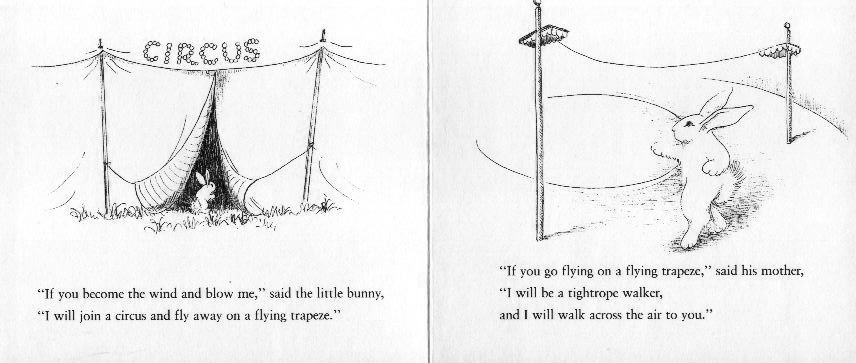 CIRCUS
“If you become the wind and blow me,” said the little bunny,
“I will join a circus and fly away on a flying trapeze.”
“If you go flying on a flying trapeze,” said his mother,
“I will be a tightrope walker,
and I will walk across the air to you.”